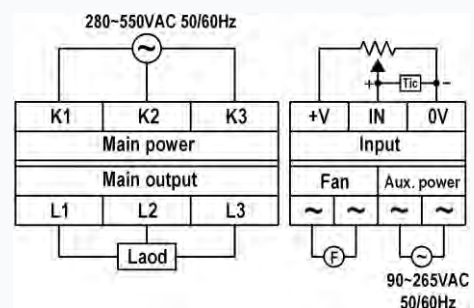 280~550VAC 50/60Hz
~
+ Tic -
K1 K2 K3 +V IN 0V
Main power Input
Main output Fan Aux. power
L1 L2 L3 ~ ~ ~ ~
Laod F ~
90~265VAC
50/60Hz